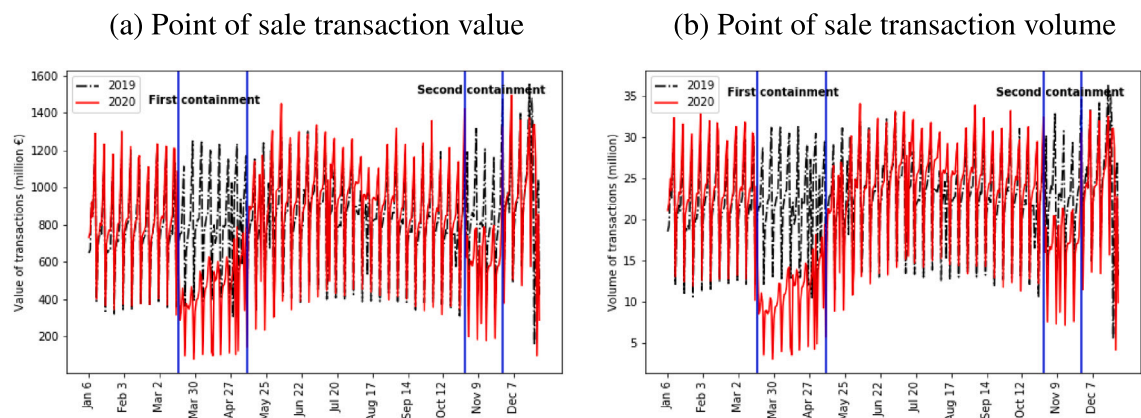 (a) Point of sale transaction value
(b) Point of sale transaction volume
1600
1400
1200
1000
800
600
400
200
Value of transactions (million €)
2019
2020
First containment
Second containment
Jan 6
Feb 3
Mar 2
Mar 30
Apr 27
May 25
Jun 22
Jul 20
Aug 17
Sep 14
Oct 12
Nov 9
Dec 7
35
30
25
20
15
10
5
Volume of transactions (million €)
2019
2020
First containment
Second containment
Jan 6
Feb 3
Mar 2
Mar 30
Apr 27
May 25
Jun 22
Jul 20
Aug 17
Sep 14
Oct 12
Nov 9
Dec 7